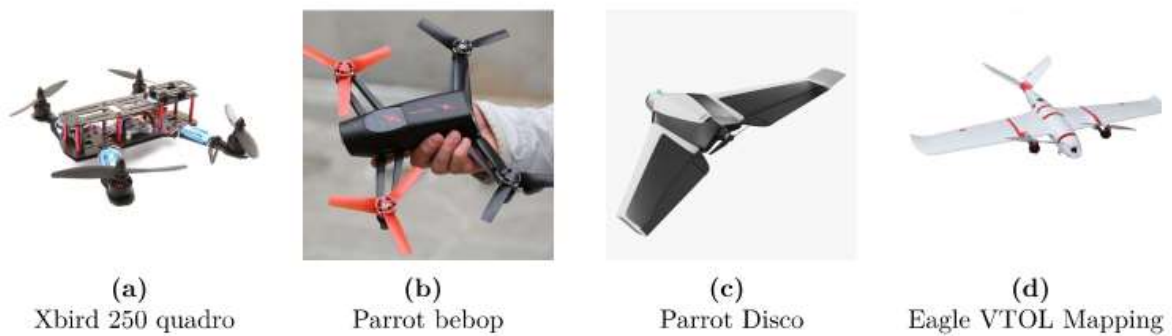 (a)
Xbird 250 quadro
(b)
Parrot bebop
(c)
Parrot Disco
(d)
Eagle VTOL Mapping